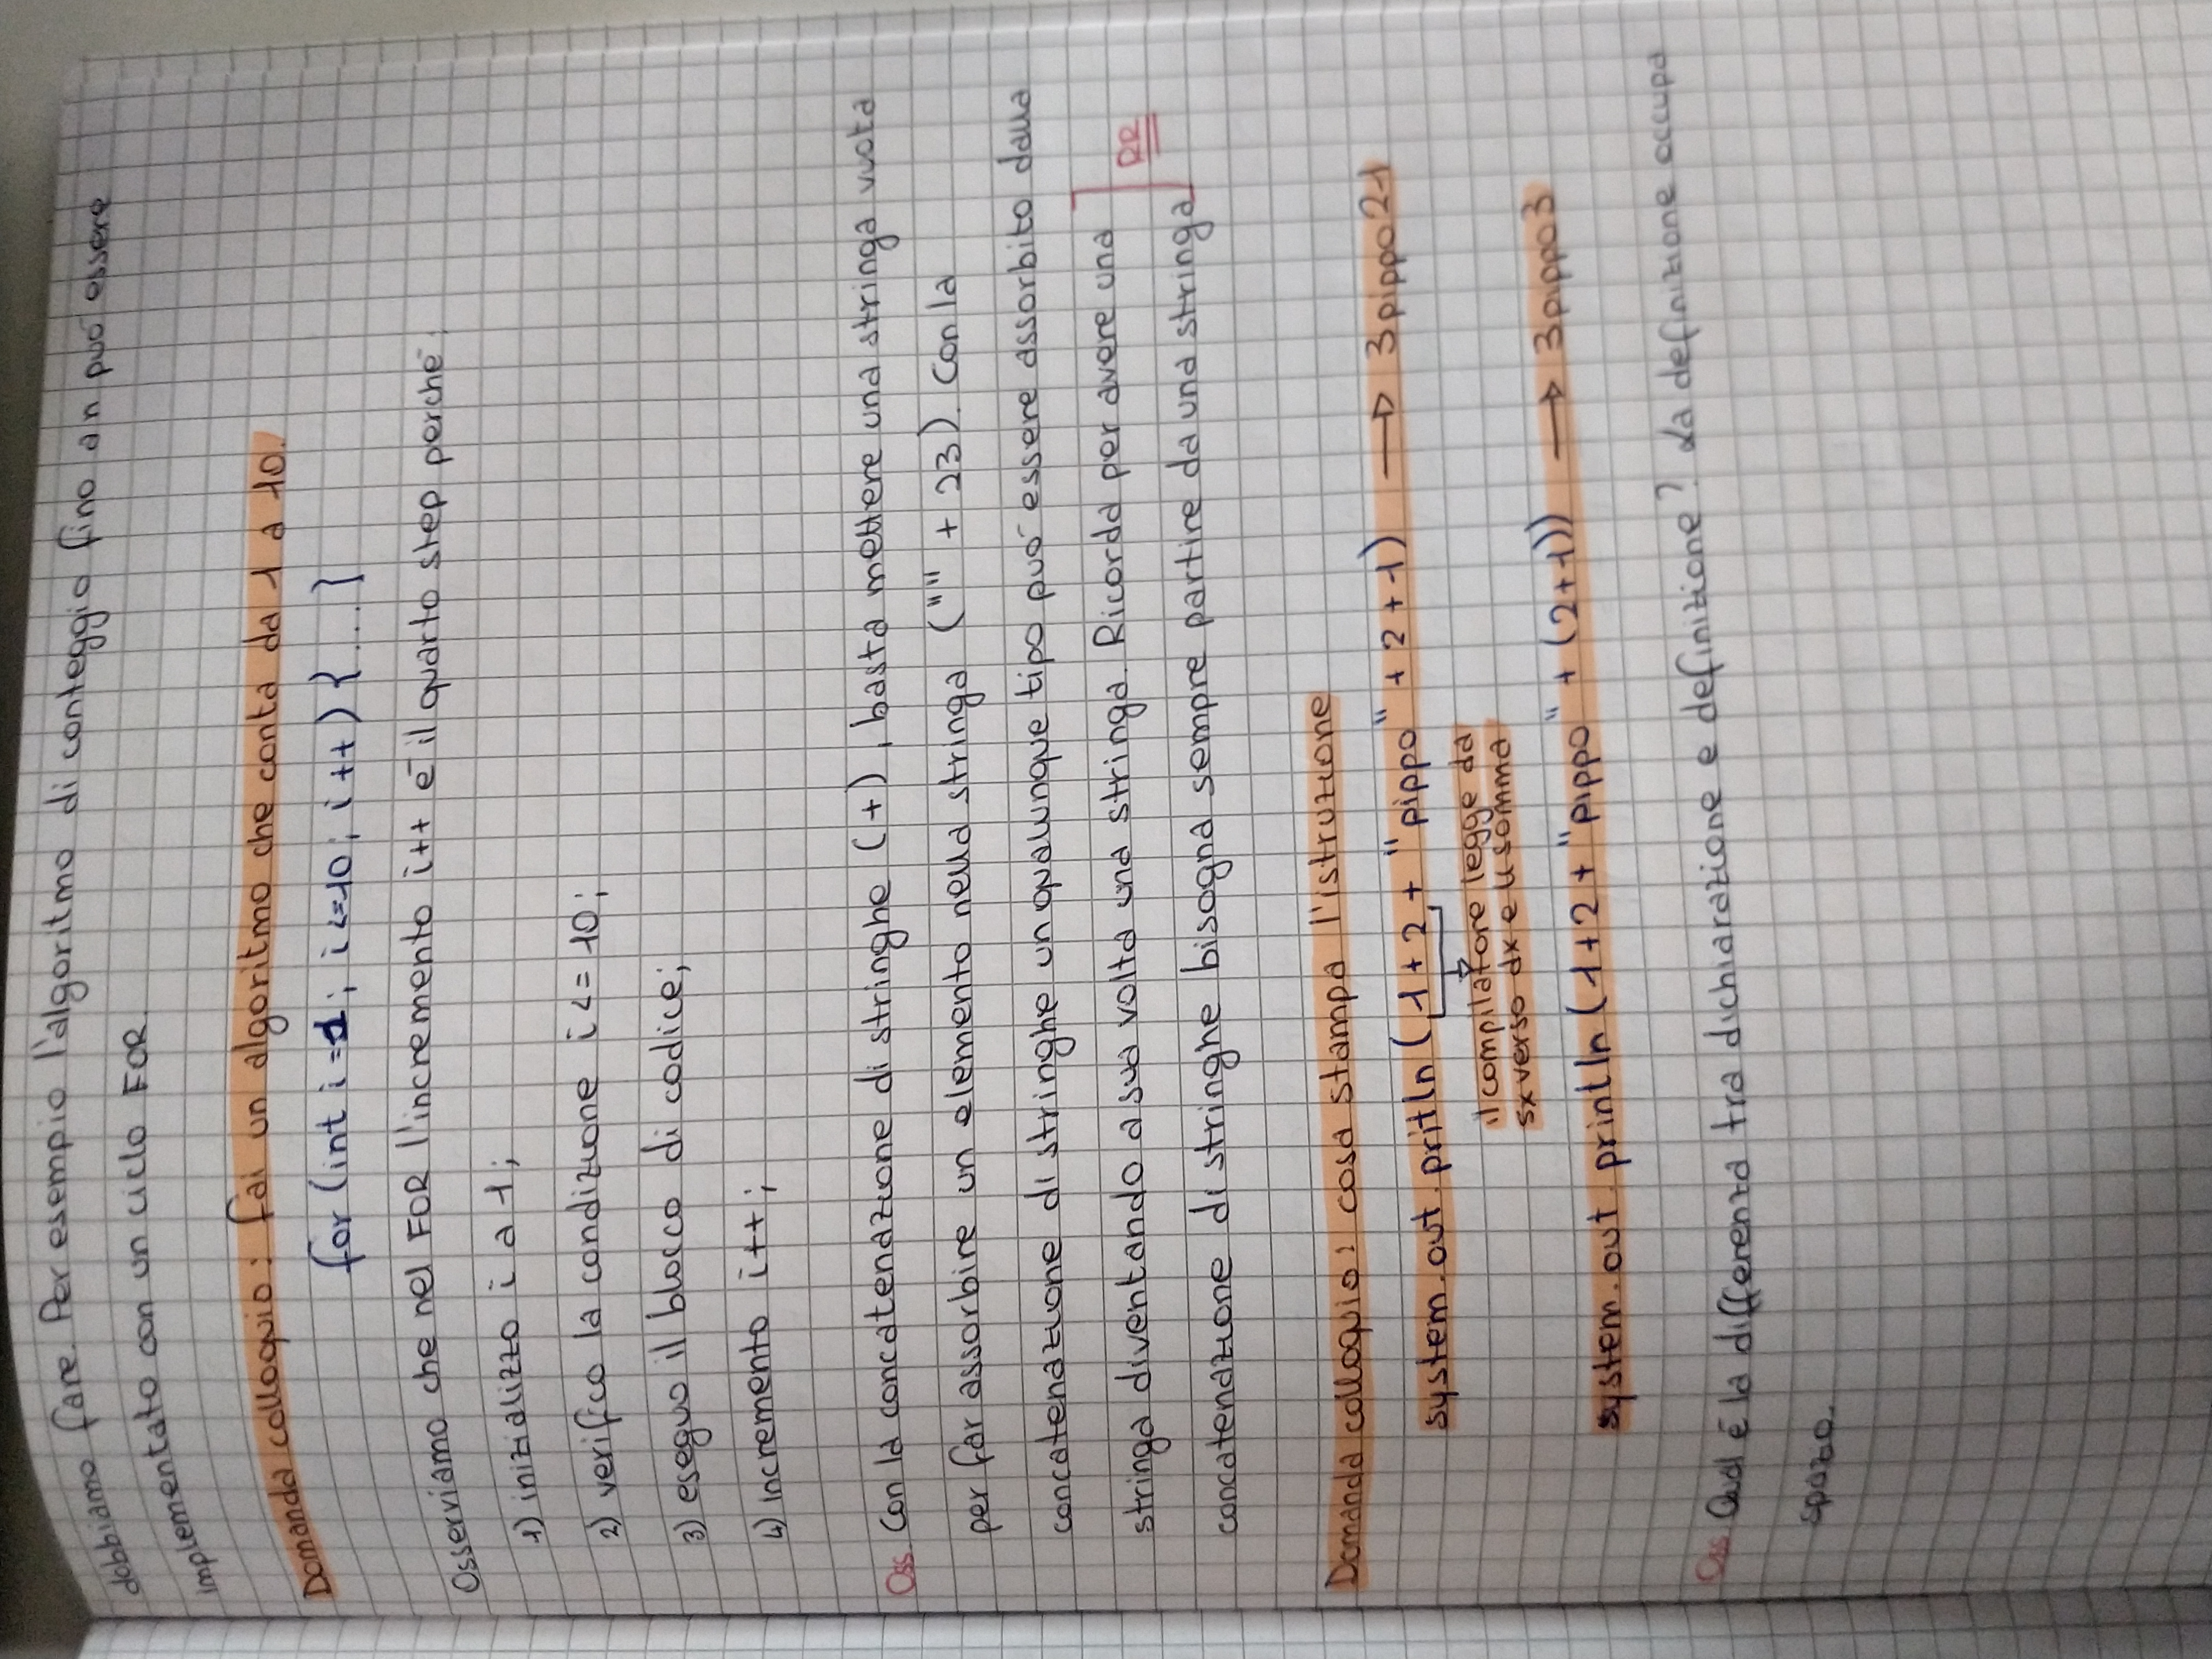 dobbiamo fare. Per esempio l'algoritmo di conteggio fino an può essere
implementato con un ciclo FOR.
Domanda colloquio: fai un algoritmo che conta da 1 a 10.
for (int i=1; i<=10; i++) {...}
Osserviamo che nel FOR l'incremento i++ è il quarto step perché:
1) inizializzo i a 1;
2) verifico la condizione i<= 10;
3) eseguo il blocco di codice;
4) incremento i++;
Oss Con la concatenazione di stringhe (+), basta mettere una stringa vuota
per far assorbire un elemento nella stringa ("" + 23). Con la
concatenazione di stringhe un qualunque tipo può essere assorbito dalla
stringa diventando a sua volta una stringa. Ricorda per avere una
concatenazione di stringhe bisogna sempre partire da una stringa
RR
Domanda colloquio: cosa stampa l'istruzione
system.out.pritln (1+2+ "pippo" + 2 + 1) → 3pippo21
il compilatore legge da
sx verso dx e li somma
system.out.println (1+2+ "pippo" + (2+1)) → 3pippo3
Oss Qual è la differenza tra dichiarazione e definizione? La definizione occupa
spazio.